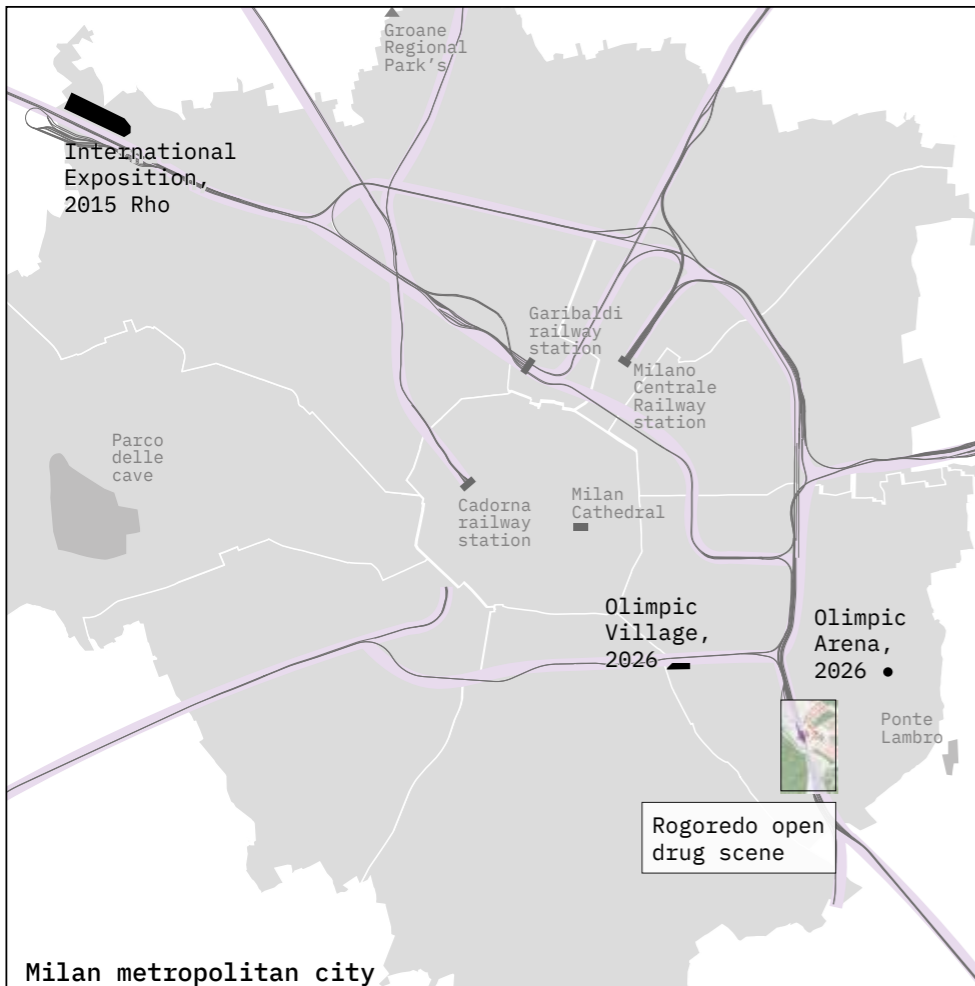 Groane
Regional
Park's
International
Exposition,
2015 Rho
Garibaldi
railway
station
Milano
Centrale
Railway
station
Parco
delle
cave
Cadorna
railway
station
Milan
Cathedral
Olimpic
Village,
2026
Olimpic
Arena,
2026
Ponte
Lambro
Rogoredo open
drug scene
Milan metropolitan city